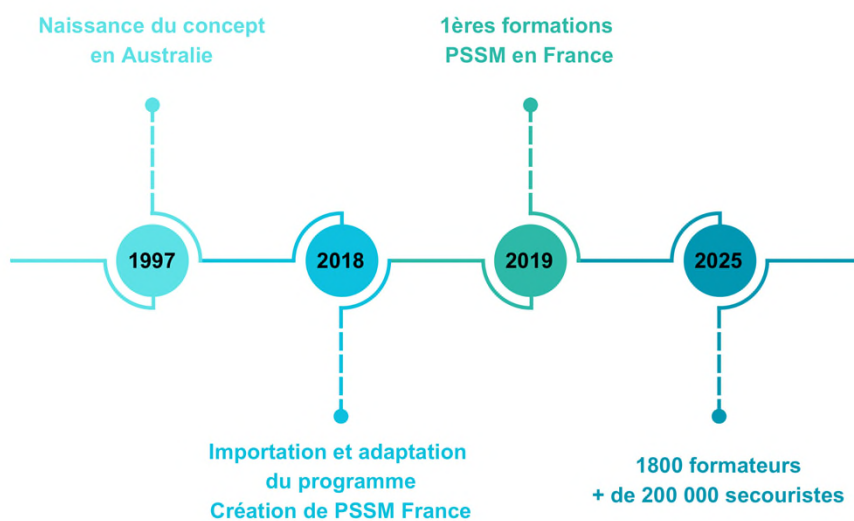 Naissance du concept
en Australie
1ères formations
PSSM en France
1997
2018
2019
2025
Importation et adaptation
du programme
Création de PSSM France
1800 formateurs
+ de 200 000 secouristes